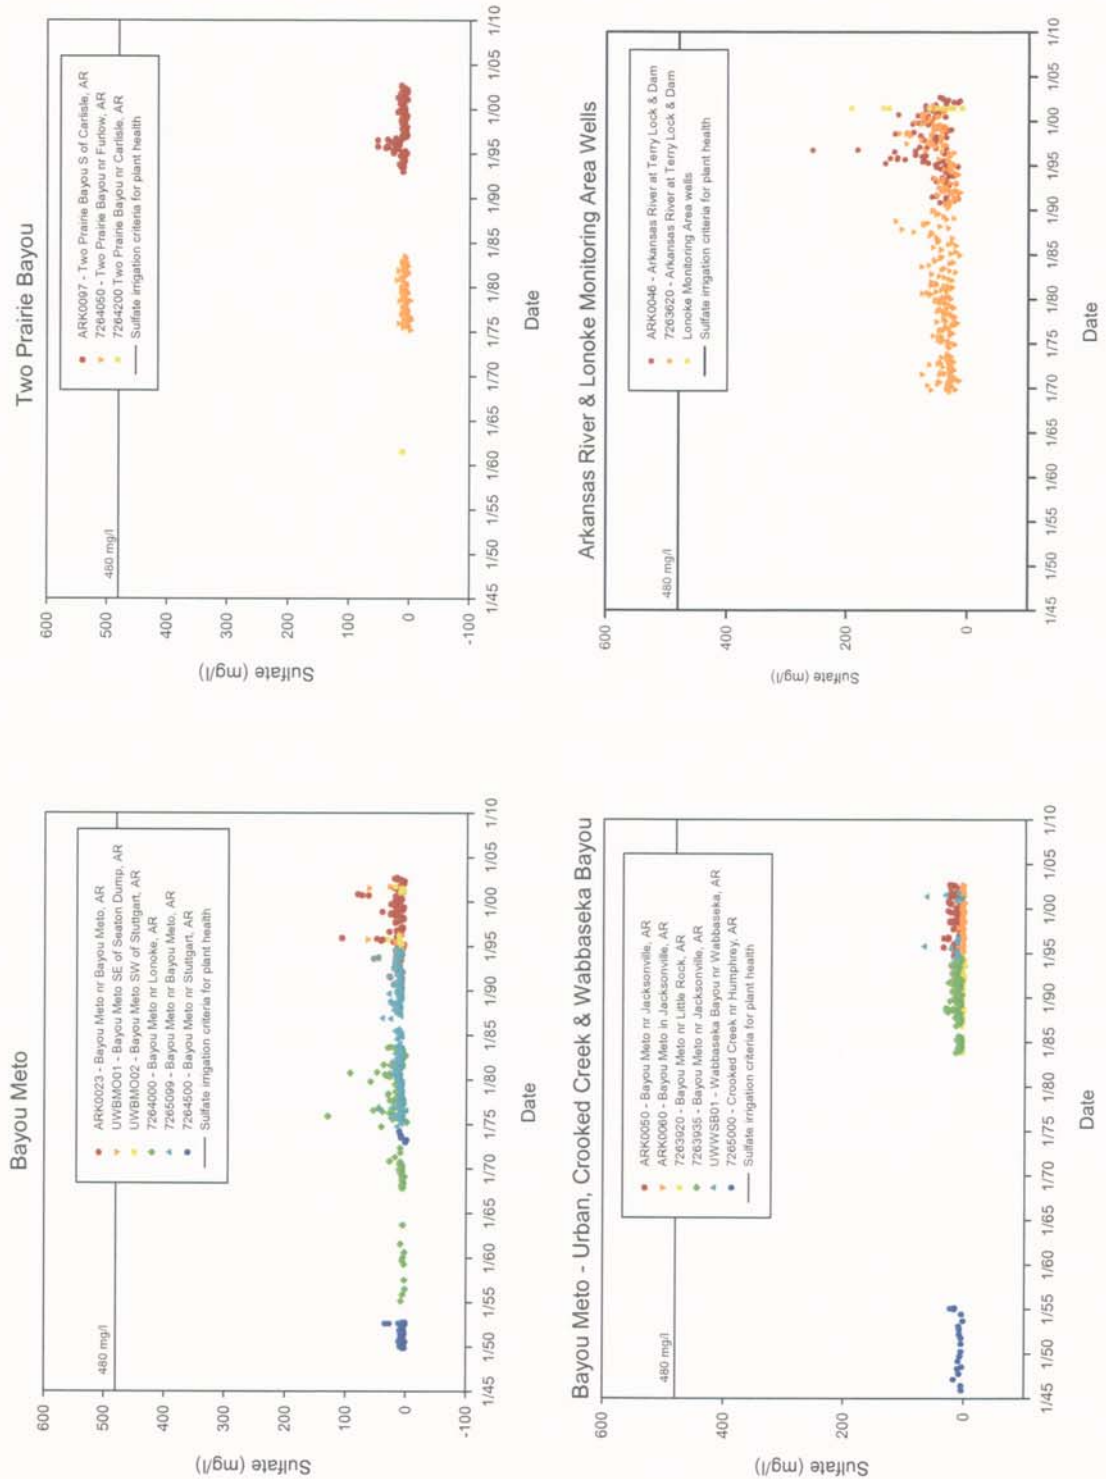 Bayou Meto
600
500
400
300
200
100
0
-100
Sulfate (mg/l)
480 mg/l
ARK0023 - Bayou Meto nr Bayou Meto, AR
UWBMO01 - Bayou Meto SE of Seaton Dump, AR
UWBMO02 - Bayou Meto SW of Stuttgart, AR
7264000 - Bayou Meto nr Lonoke, AR
7265099 - Bayou Meto nr Bayou Meto, AR
7264500 - Bayou Meto nr Stuttgart, AR
Sulfate irrigation criteria for plant health
1/45 1/50 1/55 1/60 1/65 1/70 1/75 1/80 1/85 1/90 1/95 1/00 1/05 1/10
Date
Two Prairie Bayou
600
500
400
300
200
100
0
-100
Sulfate (mg/l)
480 mg/l
ARK0097 - Two Prairie Bayou S of Carlisle, AR
7264050 - Two Prairie Bayou nr Furlow, AR
7264200 Two Prairie Bayou nr Carlisle, AR
Sulfate irrigation criteria for plant health
1/45 1/50 1/55 1/60 1/65 1/70 1/75 1/80 1/85 1/90 1/95 1/00 1/05 1/10
Date
Bayou Meto - Urban, Crooked Creek & Wabbaseka Bayou
600
400
200
0
Sulfate (mg/l)
480 mg/l
ARK0050 - Bayou Meto nr Jacksonville, AR
ARK0060 - Bayou Meto in Jacksonville, AR
7263920 - Bayou Meto nr Little Rock, AR
7263935 - Bayou Meto nr Jacksonville, AR
UWWSB01 - Wabbaseka Bayou nr Wabbaseka, AR
7265000 - Crooked Creek nr Humphrey, AR
Sulfate irrigation criteria for plant health
1/45 1/50 1/55 1/60 1/65 1/70 1/75 1/80 1/85 1/90 1/95 1/00 1/05 1/10
Date
Arkansas River & Lonoke Monitoring Area Wells
600
400
200
0
Sulfate (mg/l)
480 mg/l
ARK0046 - Arkansas River at Terry Lock & Dam
7263620 - Arkansas River at Terry Lock & Dam
Lonoke Monitoring Area wells
Sulfate irrigation criteria for plant health
1/45 1/50 1/55 1/60 1/65 1/70 1/75 1/80 1/85 1/90 1/95 1/00 1/05 1/10
Date